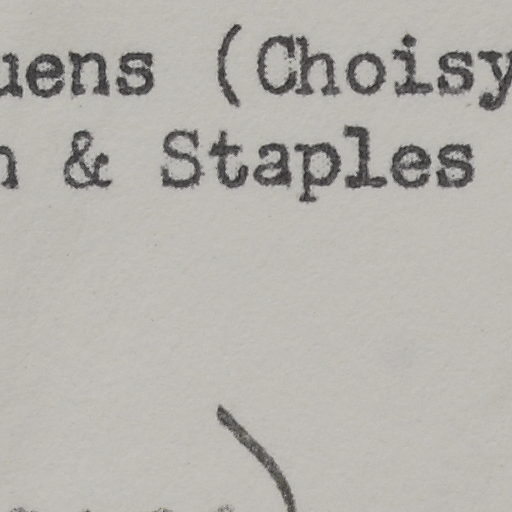 uens (Choisy
n & Staples